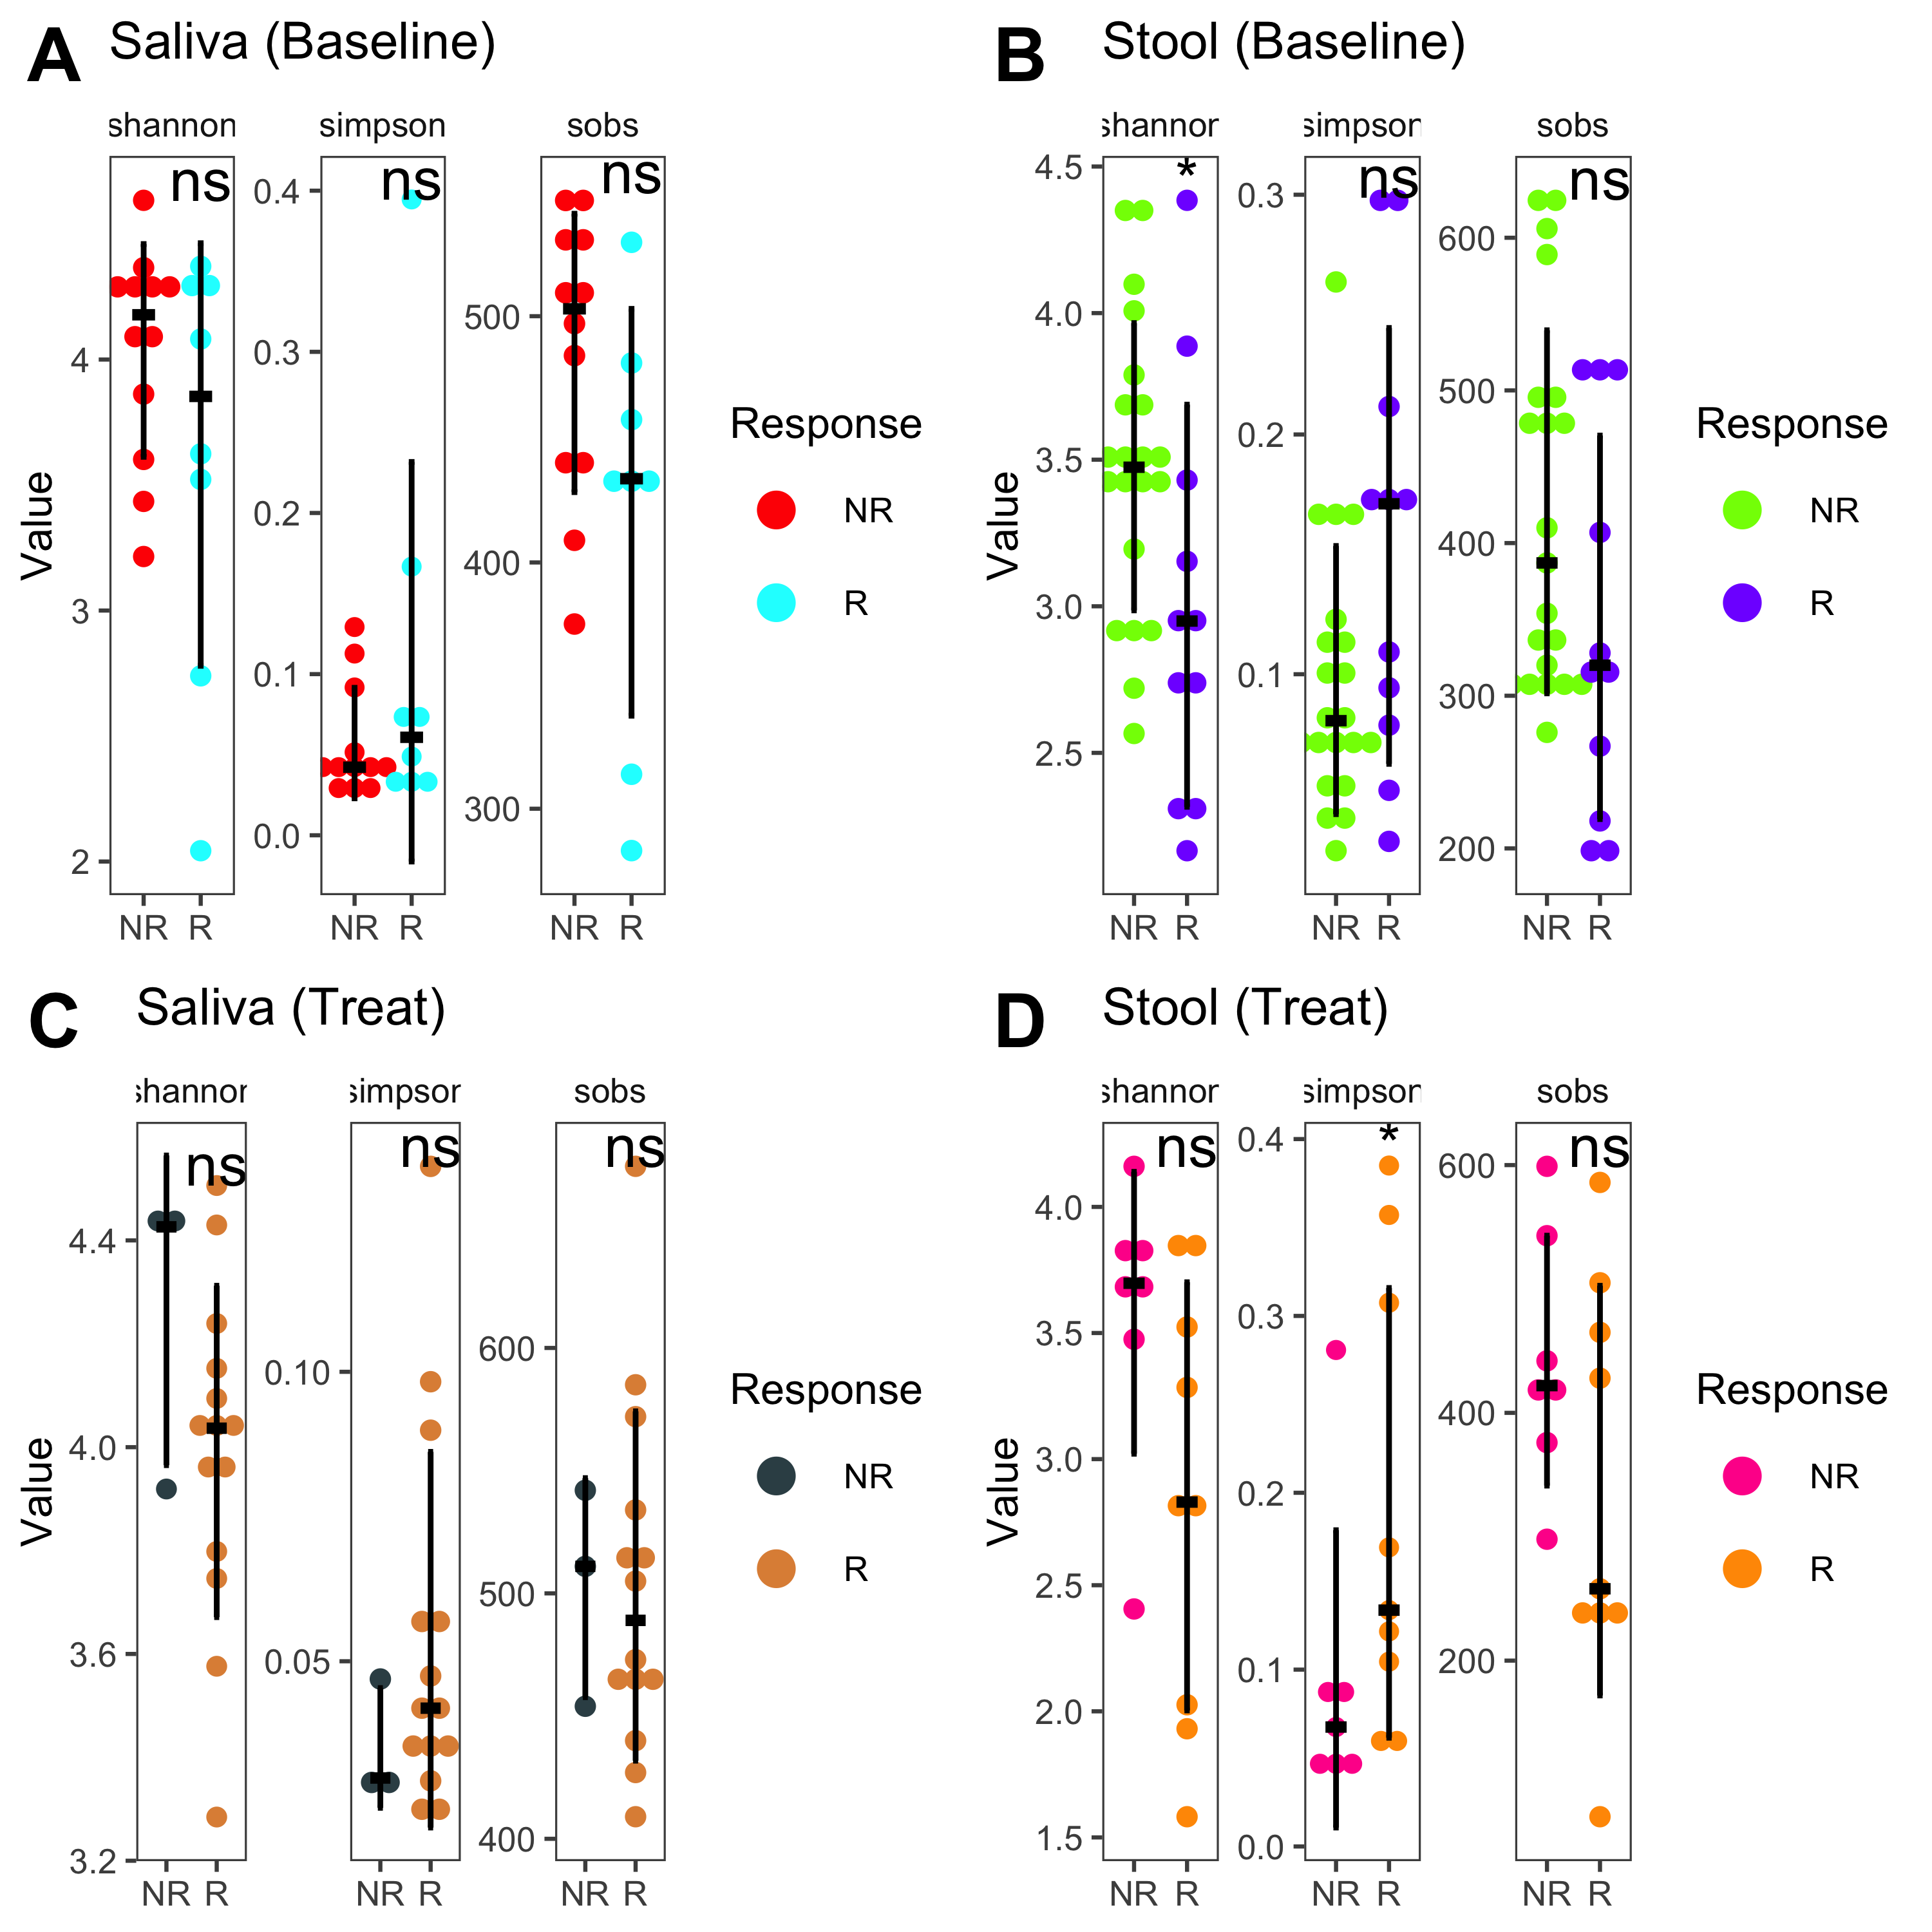 A Saliva (Baseline)
shannon simpson sobs
ns ns ns
4
3
2
0.4
0.3
0.2
0.1
0.0
500
400
300
Value
NR R NR R NR R
Response
NR
R
B Stool (Baseline)
shannon simpson sobs
* ns ns
4.5
4.0
3.5
3.0
2.5
0.3
0.2
0.1
600
500
400
300
200
Value
NR R NR R NR R
Response
NR
R
C Saliva (Treat)
shannon simpson sobs
ns ns ns
4.4
4.0
3.6
3.2
0.10
0.05
600
500
400
Value
NR R NR R NR R
Response
NR
R
D Stool (Treat)
shannon simpson sobs
ns * ns
4.0
3.5
3.0
2.5
2.0
1.5
0.4
0.3
0.2
0.1
0.0
600
400
200
Value
NR R NR R NR R
Response
NR
R